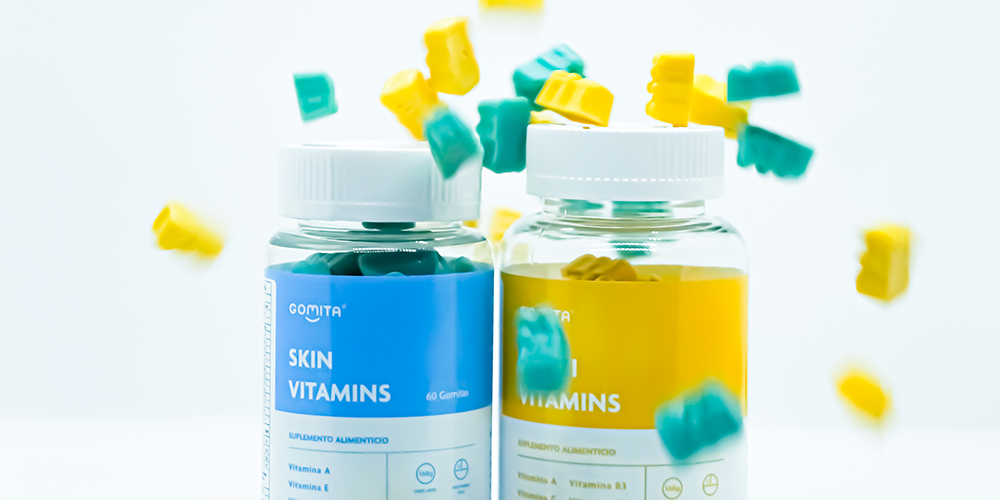 GOMITA®
SKIN
VITAMINS
60 Gomitas
SUPLEMENTO ALIMENTICIO
Vitamina A
Vitamina E
VITAMINS
SUPLEMENTO ALIMENTICIO
Vitamina A Vitamina B3